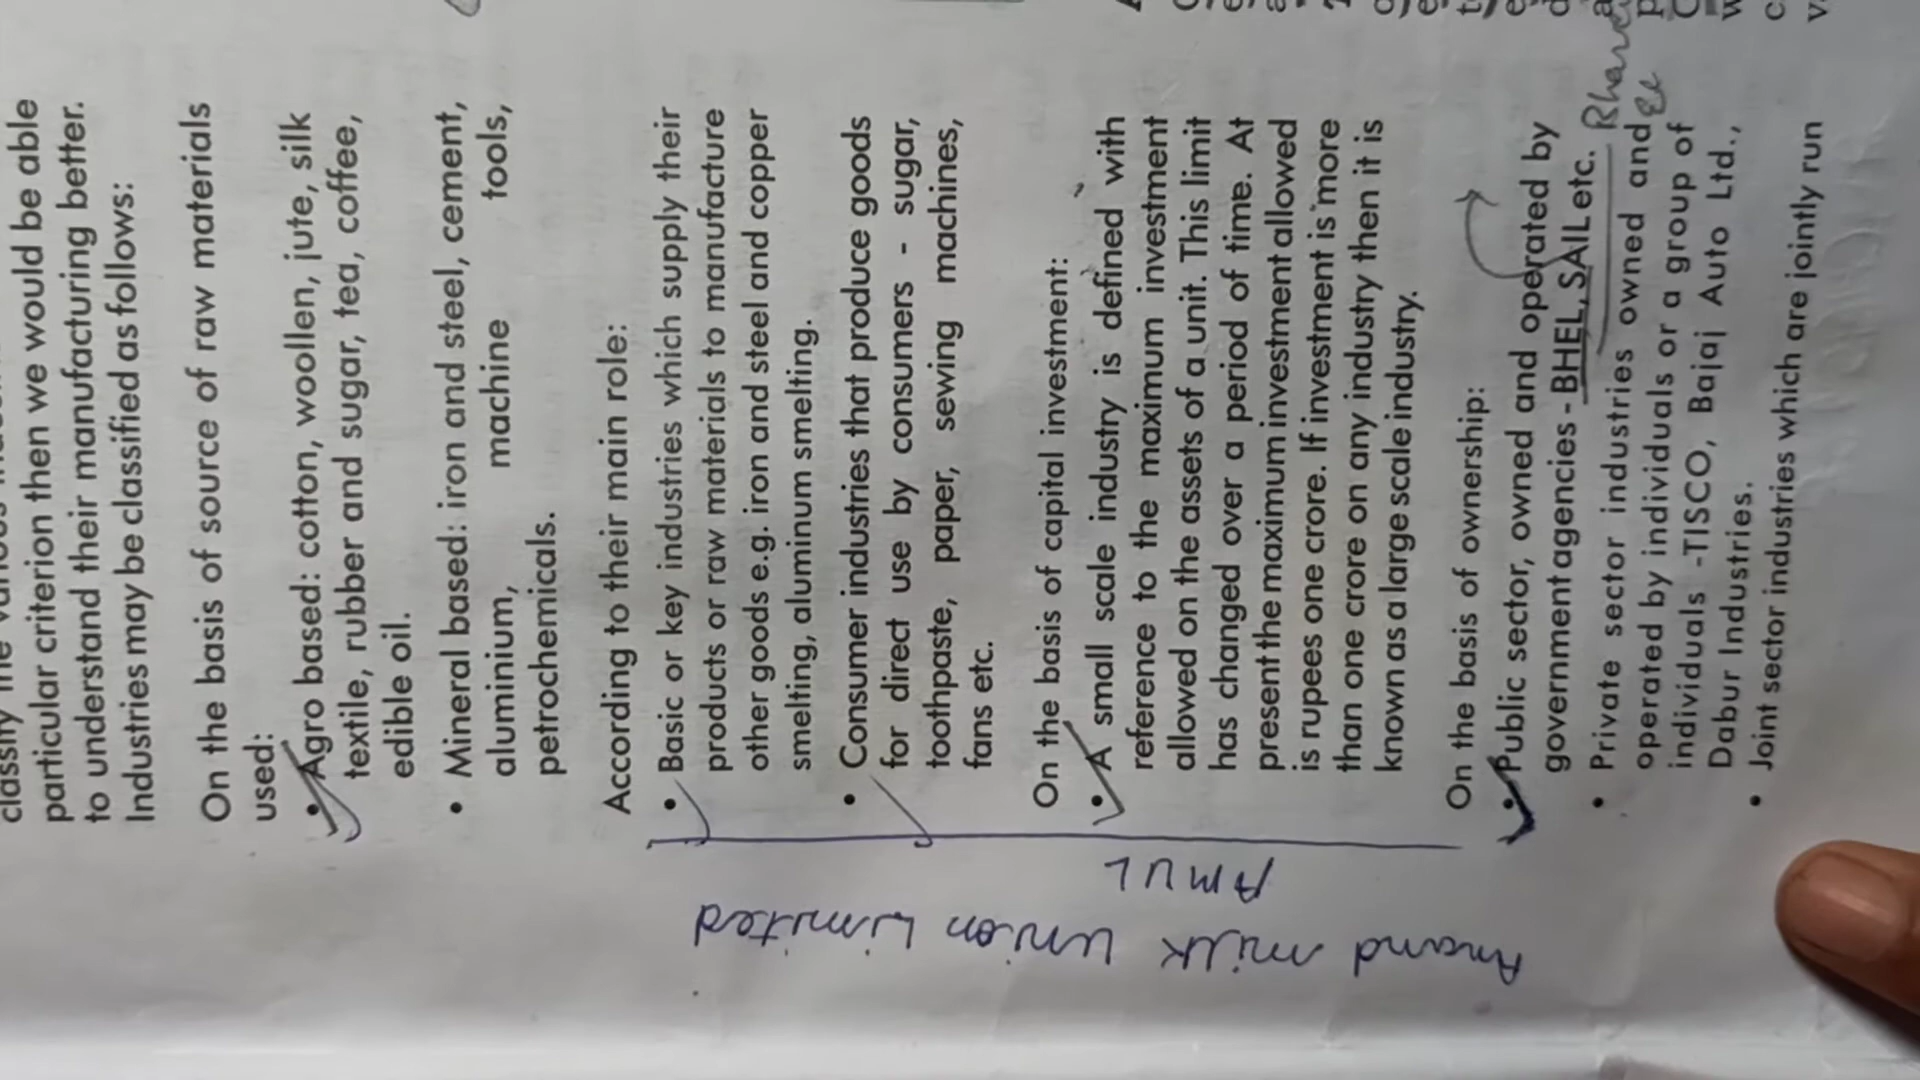 particular criterion then we would be able
to understand their manufacturing better.
Industries may be classified as follows:
On the basis of source of raw materials
used:
• Agro based: cotton, woollen, jute, silk
textile, rubber and sugar, tea, coffee,
edible oil.
• Mineral based: iron and steel, cement,
aluminium, machine tools,
petrochemicals.
According to their main role:
• Basic or key industries which supply their
products or raw materials to manufacture
other goods e.g. iron and steel and copper
smelting, aluminum smelting.
• Consumer industries that produce goods
for direct use by consumers - sugar,
toothpaste, paper, sewing machines,
fans etc.
On the basis of capital investment:
• A small scale industry is defined with
reference to the maximum investment
allowed on the assets of a unit. This limit
has changed over a period of time. At
present the maximum investment allowed
is rupees one crore. If investment is more
than one crore on any industry then it is
known as a large scale industry.
On the basis of ownership:
• Public sector, owned and operated by
government agencies - BHEL, SAIL etc.
• Private sector industries owned and
operated by individuals or a group of
individuals -TISCO, Bajaj Auto Ltd.,
Dabur Industries.
• Joint sector industries which are jointly run
AMUL
Anand milk Union Limited